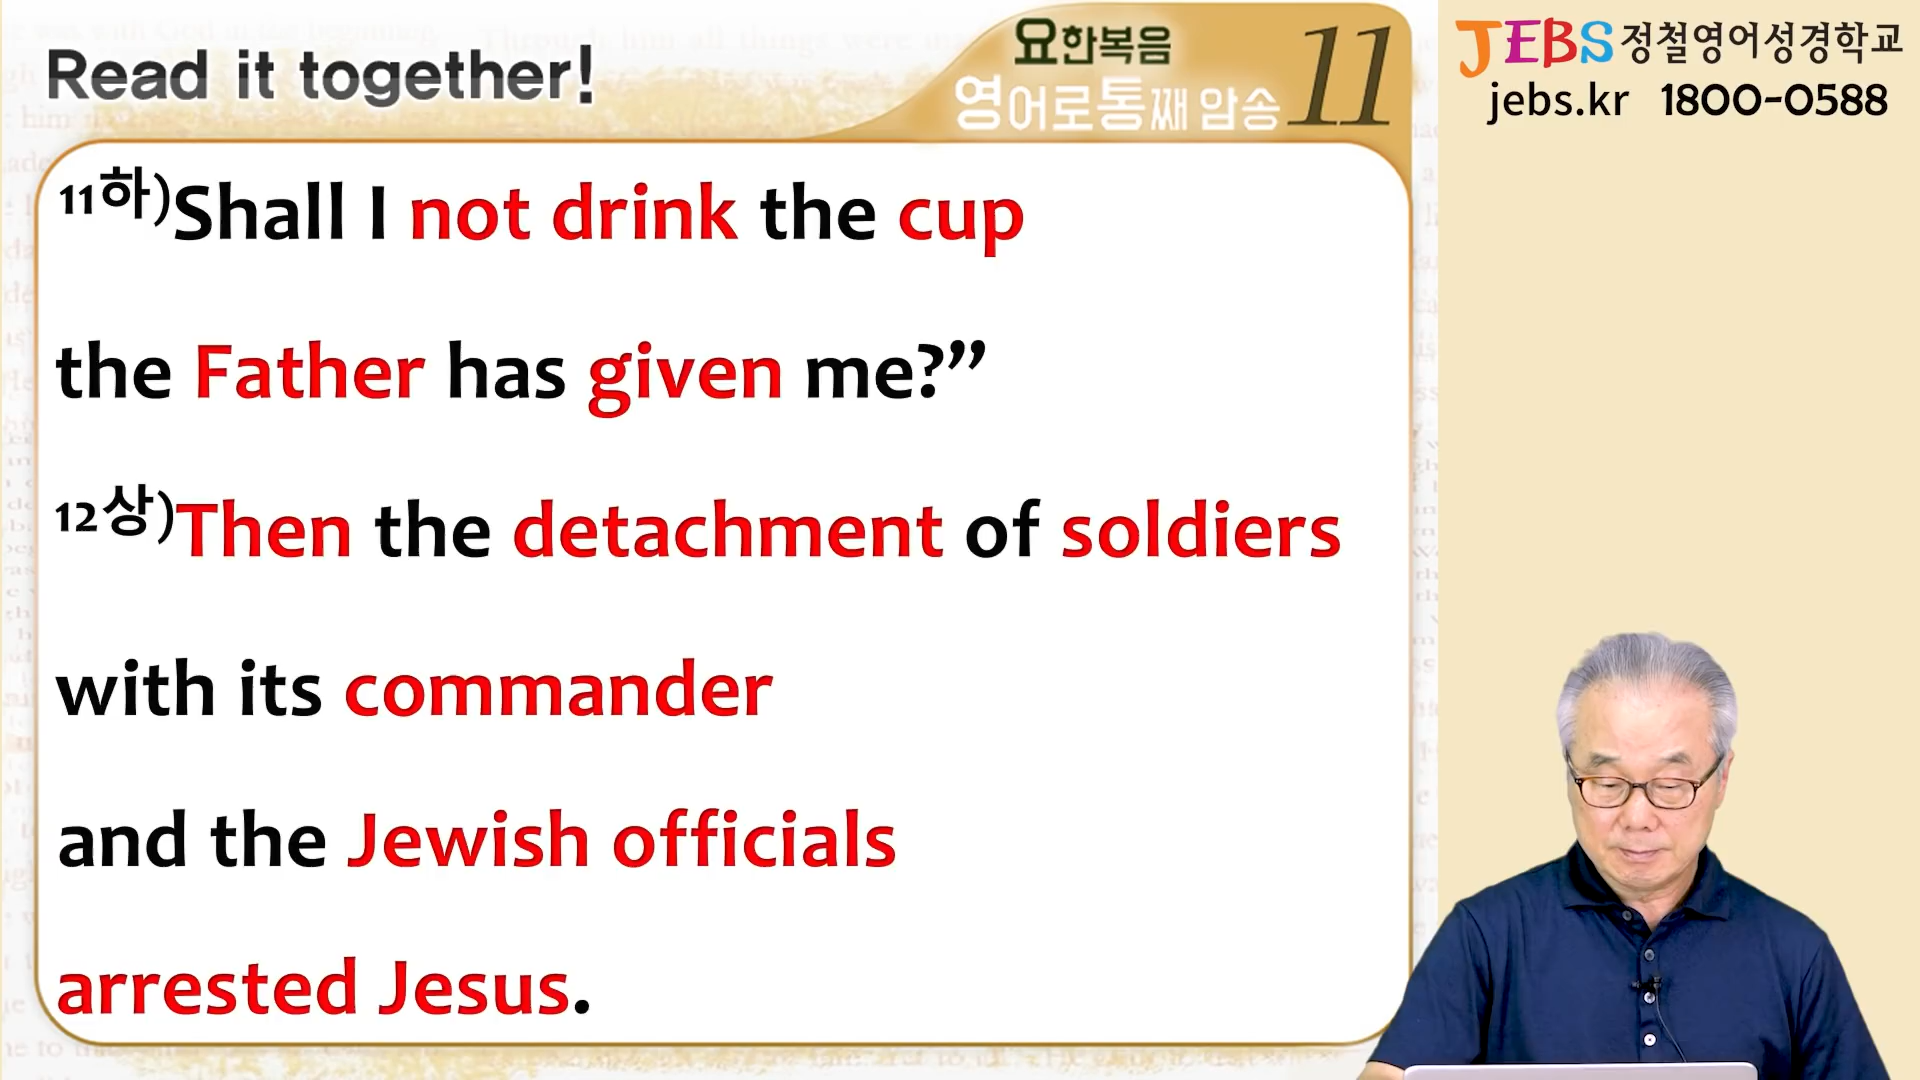 Read it together!
요한복음
영어로통째 암송 11
JEBS 정철영어성경학교
jebs.kr 1800-0588
11하)Shall I not drink the cup
the Father has given me?”
12상)Then the detachment of soldiers
with its commander
and the Jewish officials
arrested Jesus.